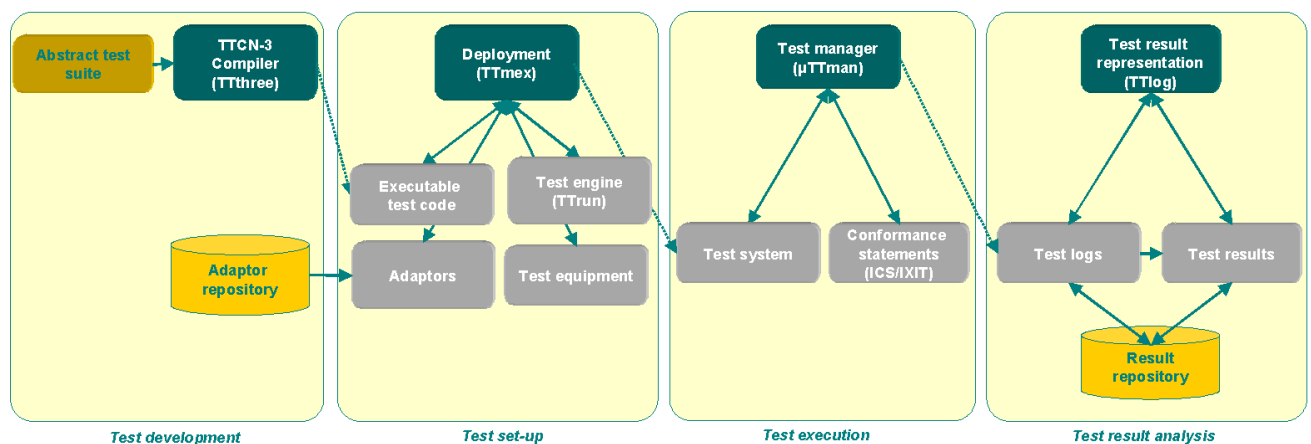 Abstract test
suite
TTCN-3
Compiler
(TTthree)
Adaptor
repository
Test development
Deployment
(TTmex)
Executable
test code
Test engine
(TTrun)
Adaptors
Test equipment
Test set-up
Test manager
(µTTman)
Test system
Conformance
statements
(ICS/IXIT)
Test execution
Test result
representation
(TTlog)
Test logs
Test results
Result
repository
Test result analysis